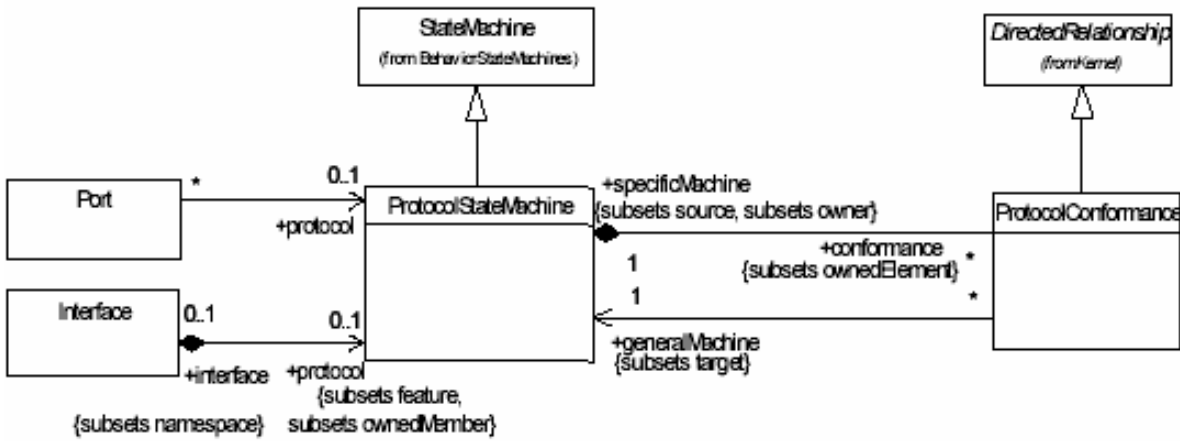 StateMachine
(from BehaviorStateMachines)
DirectedRelationship
(fromKernel)
Port
*
0..1
+protocol
ProtocolStateMachine
+specificMachine
{subsets source, subsets owner}
ProtocolConformance
+conformance
*
{subsets ownedElement}
1
Interface
0..1
0..1
1
*
+interface
+protocol
{subsets feature,
{subsets namespace}
subsets ownedMember}
+generalMachine
{subsets target}